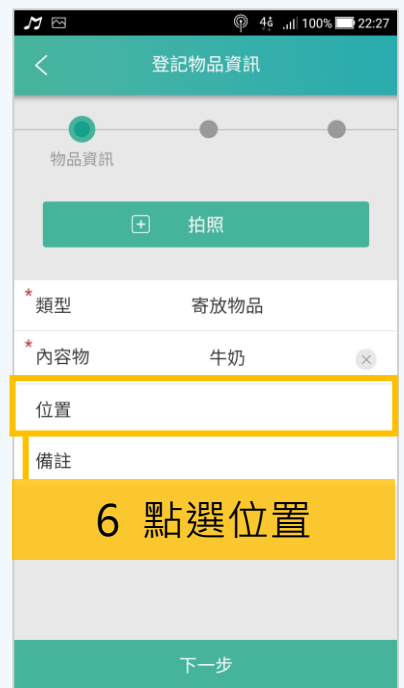 4G 100% 22:27
登記物品資訊
物品資訊
拍照
*類型 寄放物品
*內容物 牛奶
位置
備註
6 點選位置
下一步